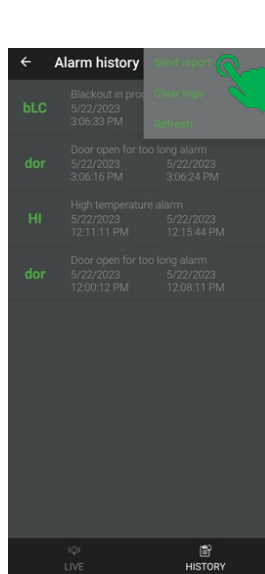 ← Alarm history
Send report
Clear logs
Refresh
bLC
Blackout in pro
5/22/2023
3:06:33 PM
dor
Door open for too long alarm
5/22/2023 5/22/2023
3:06:16 PM 3:06:24 PM
HI
High temperature alarm
5/22/2023 5/22/2023
12:11:11 PM 12:15:44 PM
dor
Door open for too long alarm
5/22/2023 5/22/2023
12:00:12 PM 12:08:11 PM
LIVE HISTORY